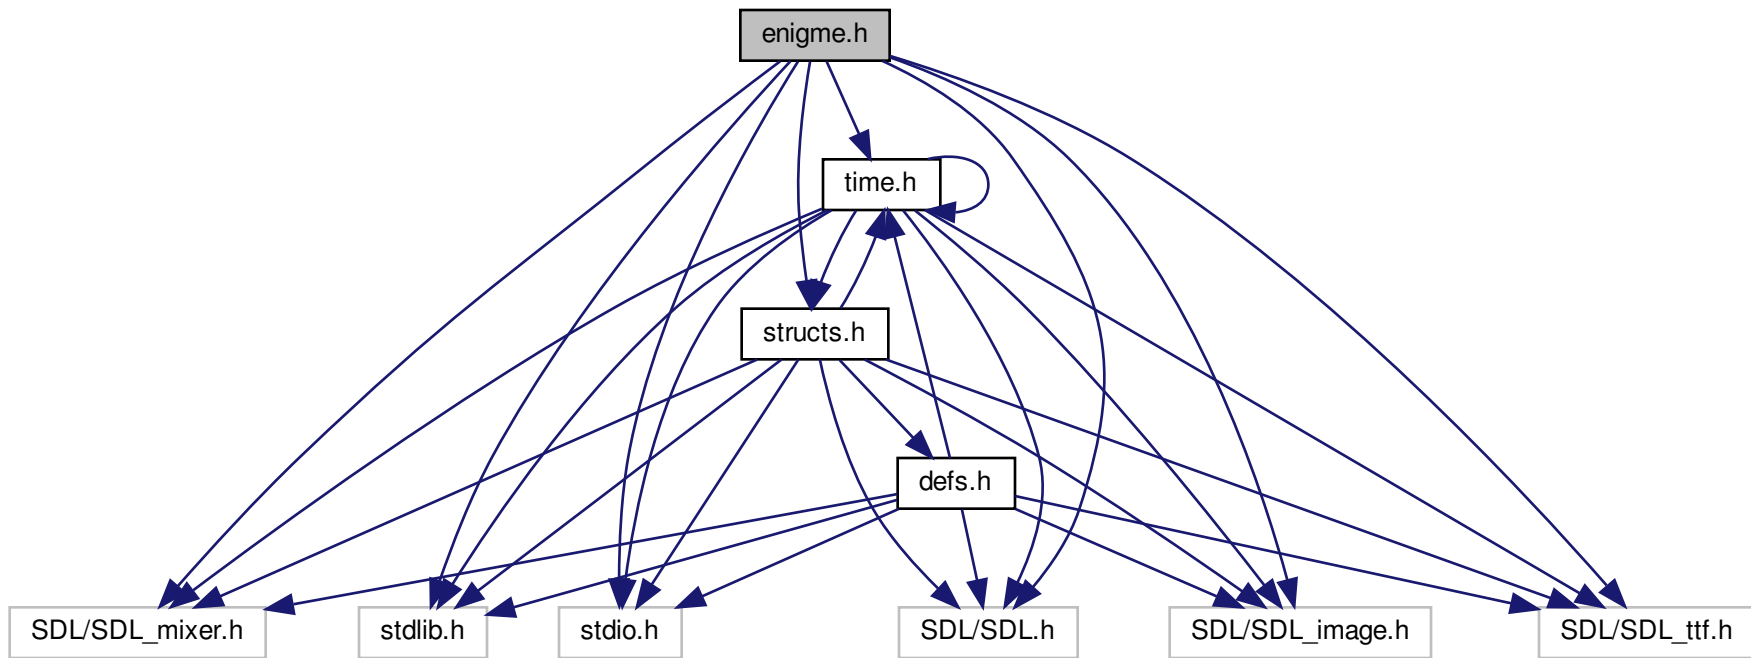 enigme.h
time.h
structs.h
defs.h
SDL/SDL_mixer.h
stdlib.h
stdio.h
SDL/SDL.h
SDL/SDL_image.h
SDL/SDL_ttf.h